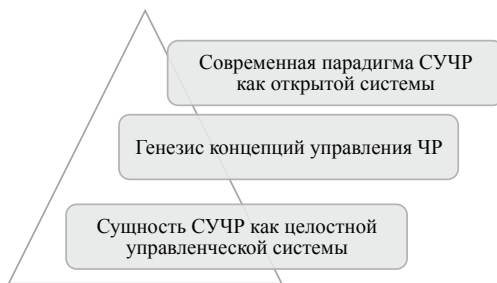 Современная парадигма СУЧР
как открытой системы
Генезис концепций управления ЧР
Сущность СУЧР как целостной
управленческой системы